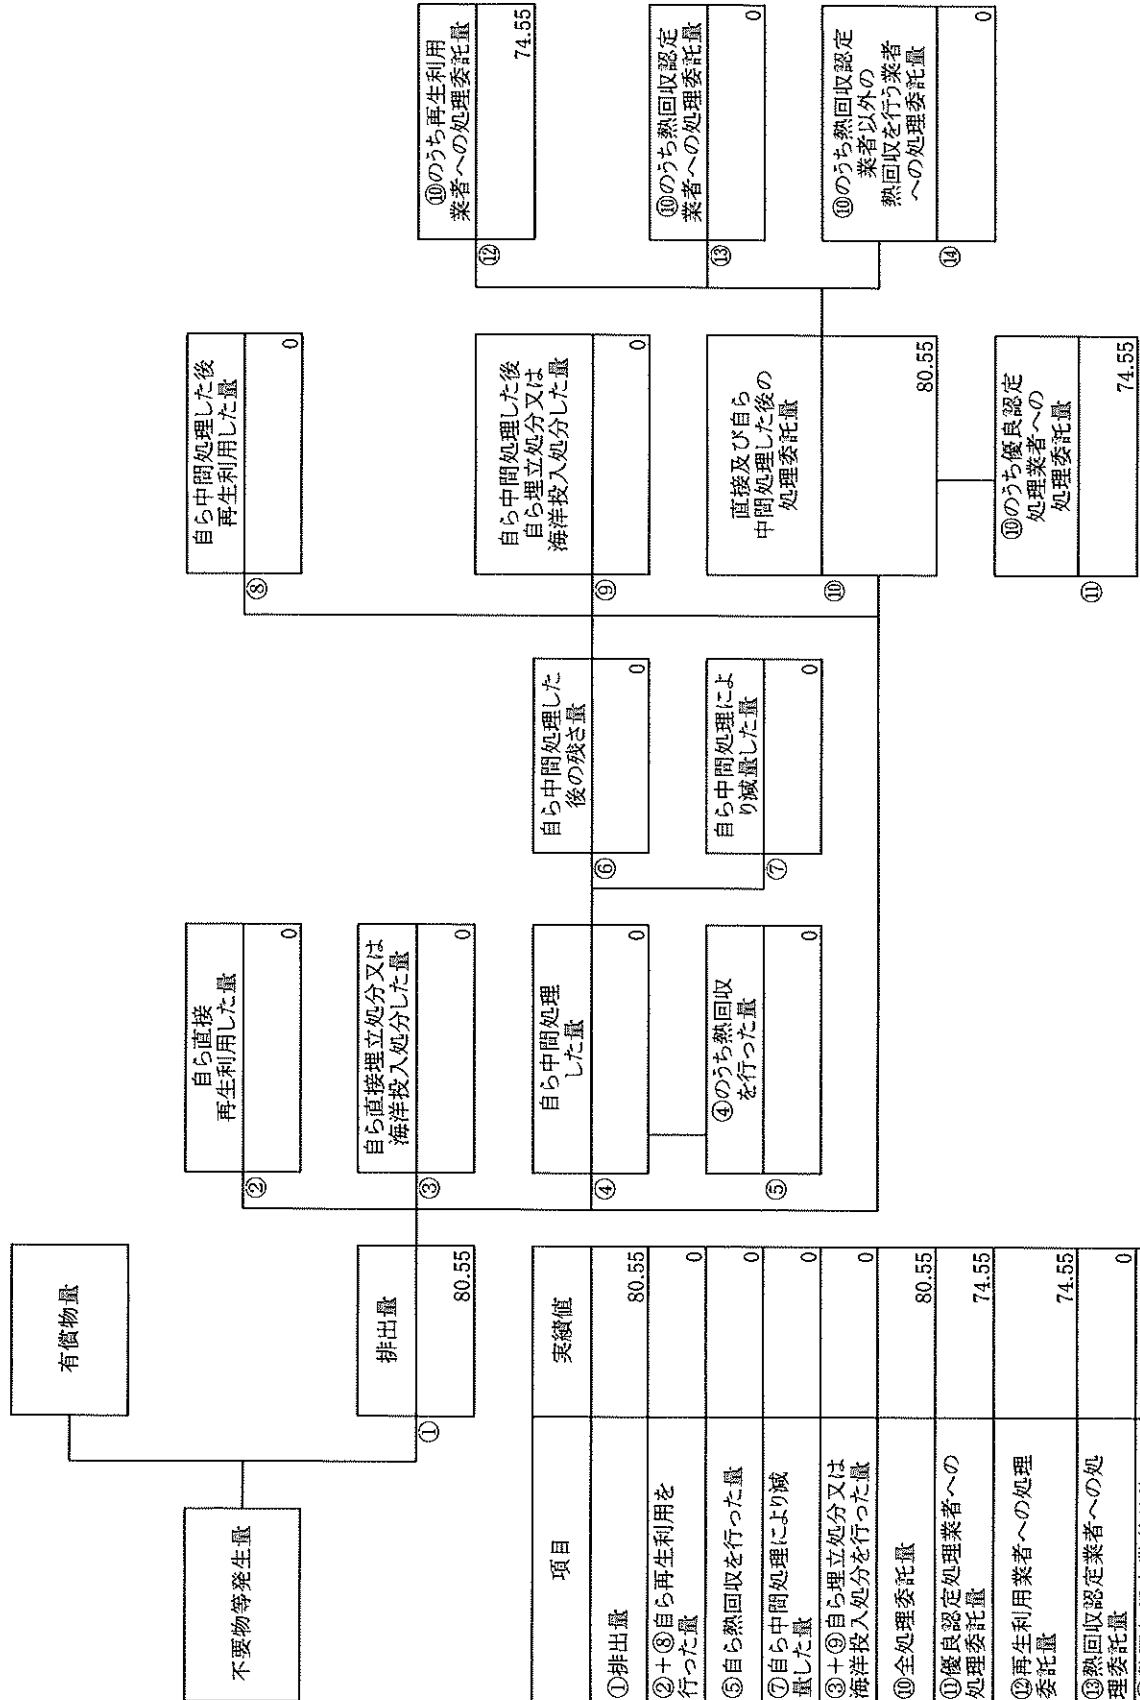 不要物等発生量
有償物量
排出量
①
80.55
自ら直接
再生利用した量
②
0
自ら直接埋立処分又は
海洋投入処分した量
③
0
自ら中間処理
した量
④
0
④のうち熱回収
を行った量
⑤
0
自ら中間処理した
後の残さ量
⑥
0
自ら中間処理によ
り減量した量
⑦
0
自ら中間処理した後
再生利用した量
⑧
0
自ら中間処理した後
自ら埋立処分又は
海洋投入処分した量
⑨
0
直接及び自ら
中間処理した後の
処理委託量
⑩
80.55
⑩のうち優良認定
処理業者への
処理委託量
⑪
74.55
⑩のうち再生利用
業者への処理委託量
⑫
74.55
⑩のうち熱回収認定
業者への処理委託量
⑬
0
⑩のうち熱回収認定
業者以外の
熱回収を行う業者
への処理委託量
⑭
0
項目
実績値
①排出量
80.55
②+⑧自ら再生利用を
行った量
0
⑤自ら熱回収を行った量
0
⑦自ら中間処理により減
量した量
0
③+⑨自ら埋立処分又は
海洋投入処分を行った量
0
⑩全処理委託量
80.55
⑪優良認定処理業者への
処理委託量
74.55
⑫再生利用業者への処理
委託量
74.55
⑬熱回収認定業者への処
理委託量
0